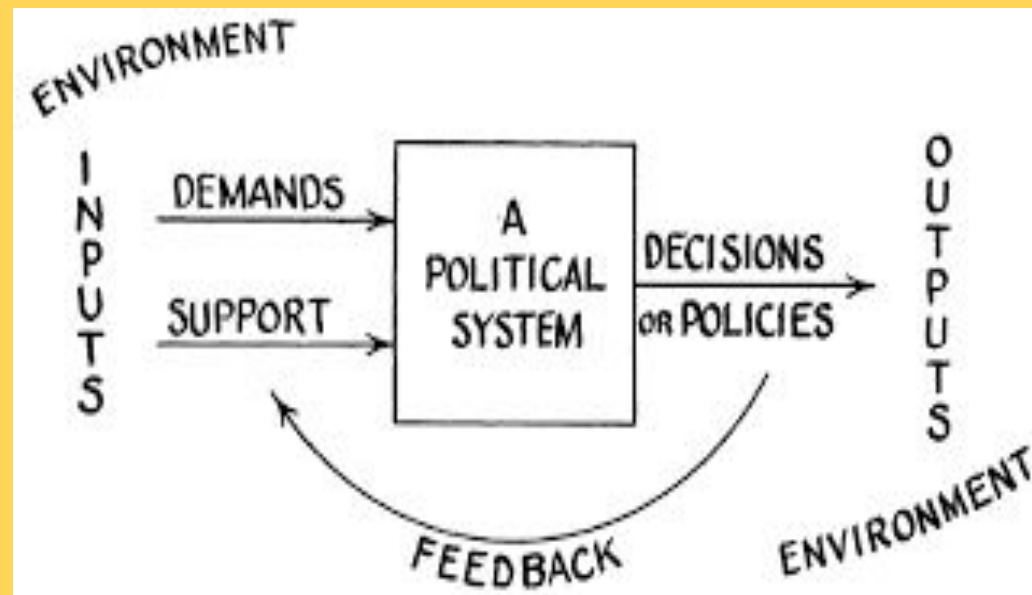 ENVIRONMENT
INPUTS
DEMANDS
SUPPORT
A
POLITICAL
SYSTEM
DECISIONS
OR POLICIES
OUTPUTS
FEEDBACK
ENVIRONMENT